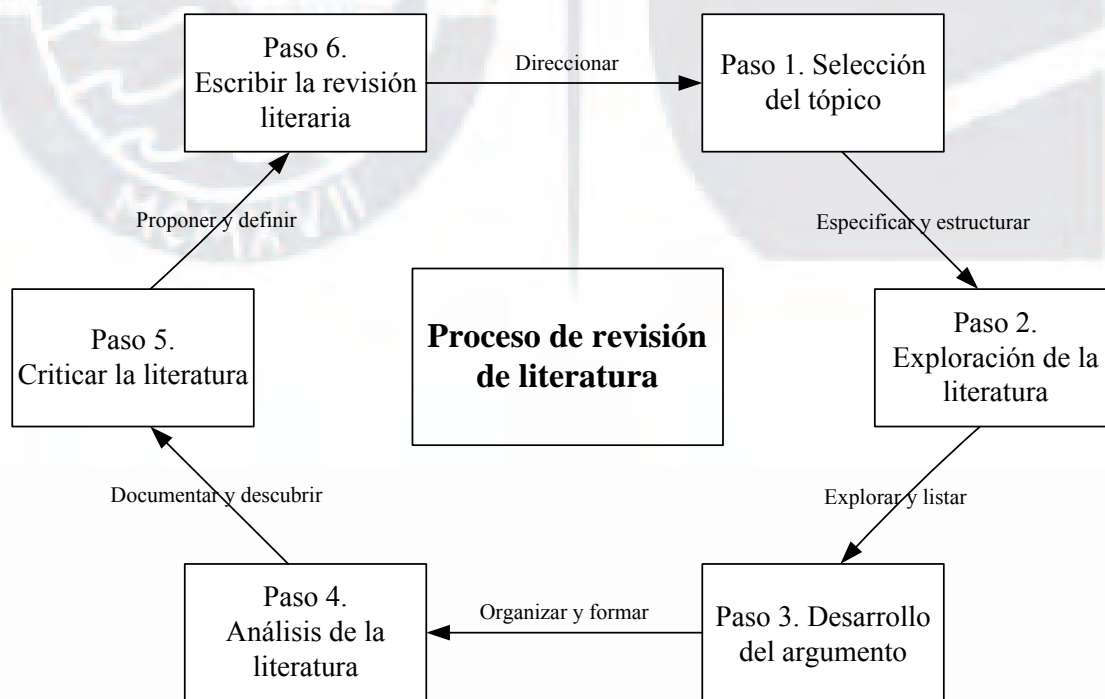 Paso 6.
Escribir la revisión
literaria
Direccionar
Paso 1. Selección
del tópico
Proponer y definir
Especificar y estructurar
Paso 5.
Criticar la literatura
Proceso de revisión
de literatura
Paso 2.
Exploración de la
literatura
Documentar y descubrir
Explorar y listar
Paso 4.
Análisis de la
literatura
Organizar y formar
Paso 3. Desarrollo
del argumento